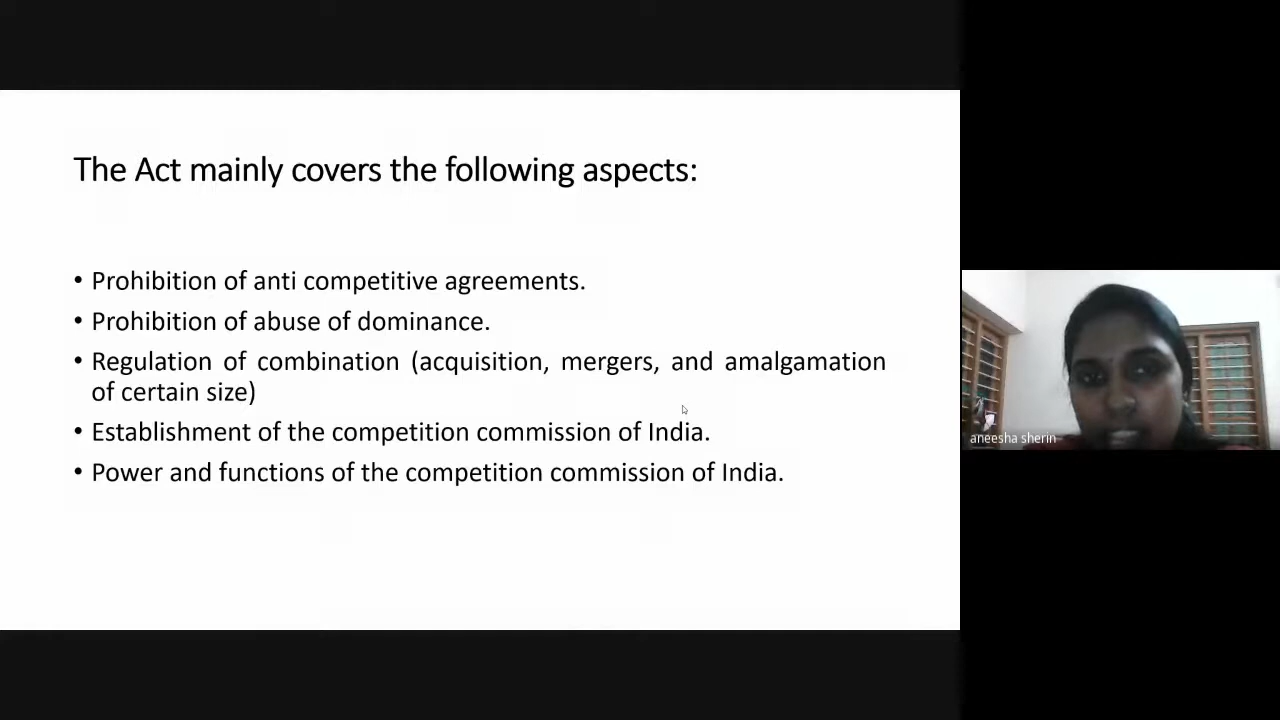 The Act mainly covers the following aspects:
• Prohibition of anti competitive agreements.
• Prohibition of abuse of dominance.
• Regulation of combination (acquisition, mergers, and amalgamation
of certain size)
• Establishment of the competition commission of India.
• Power and functions of the competition commission of India.
aneesha sherin